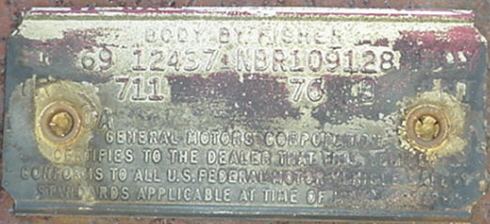 BODY BY FISHER
69 12437 NBR109128
711 76 B
GENERAL MOTORS CORPORATION
CERTIFIES TO THE DEALER THAT THIS VEHICLE
CONFORMS TO ALL U.S. FEDERAL MOTOR VEHICLE SAFETY
STANDARDS APPLICABLE AT TIME OF